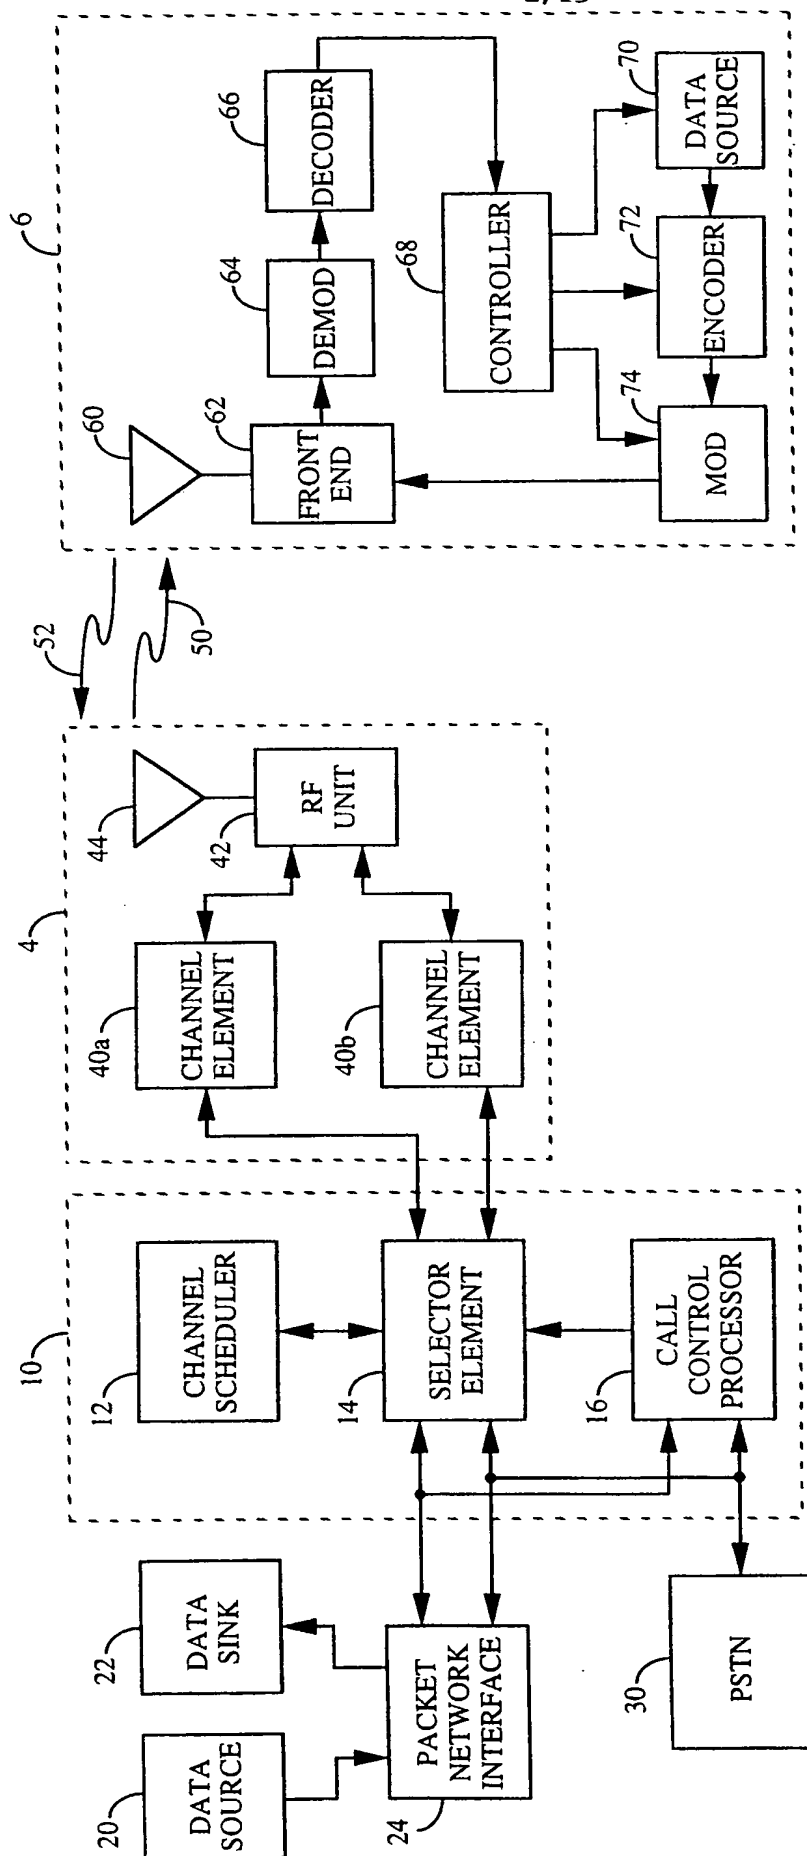 20
DATA
SOURCE
22
DATA
SINK
24
PACKET
NETWORK
INTERFACE
30
PSTN
10
12
CHANNEL
SCHEDULER
14
SELECTOR
ELEMENT
16
CALL
CONTROL
PROCESSOR
4
40a
CHANNEL
ELEMENT
40b
CHANNEL
ELEMENT
44
42
RF
UNIT
52
50
6
60
62
FRONT
END
64
DEMOD
66
DECODER
68
CONTROLLER
74
MOD
72
ENCODER
70
DATA
SOURCE